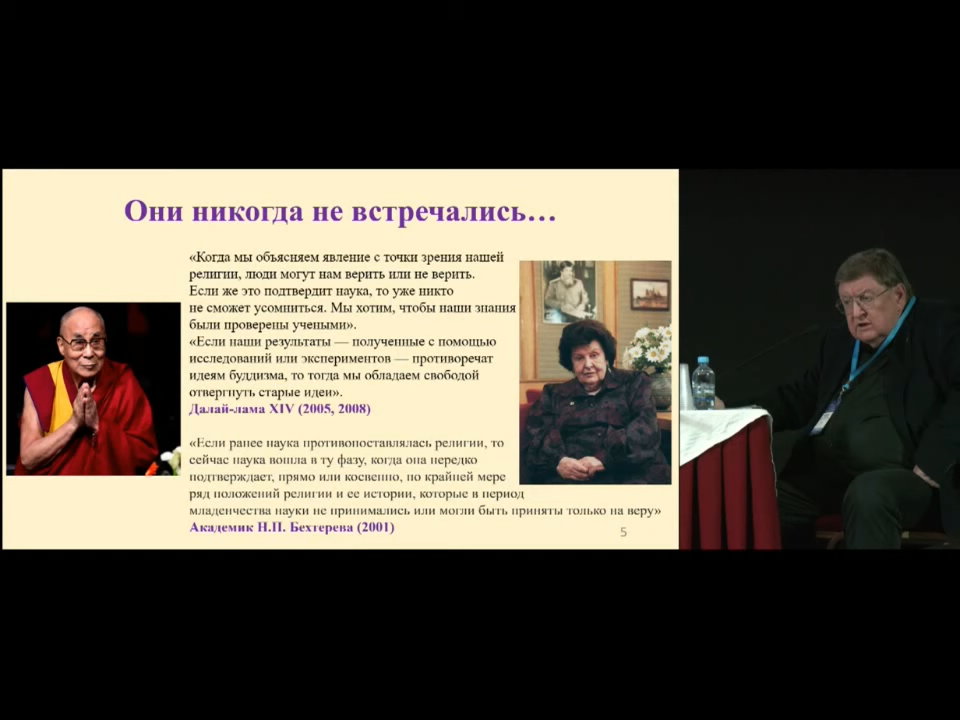 Они никогда не встречались…
«Когда мы объясняем явление с точки зрения нашей
религии, люди могут нам верить или не верить.
Если же это подтвердит наука, то уже никто
не сможет усомниться. Мы хотим, чтобы наши знания
были проверены учеными».
«Если наши результаты — полученные с помощью
исследований или экспериментов — противоречат
идеям буддизма, то тогда мы обладаем свободой
отвергнуть старые идеи».
Далай-лама XIV (2005, 2008)
«Если ранее наука противопоставлялась религии, то
сейчас наука вошла в ту фазу, когда она нередко
подтверждает, прямо или косвенно, по крайней мере
ряд положений религии и ее истории, которые в период
младенчества науки не принимались или могли быть приняты только на веру»
Академик Н.П. Бехтерева (2001)
5